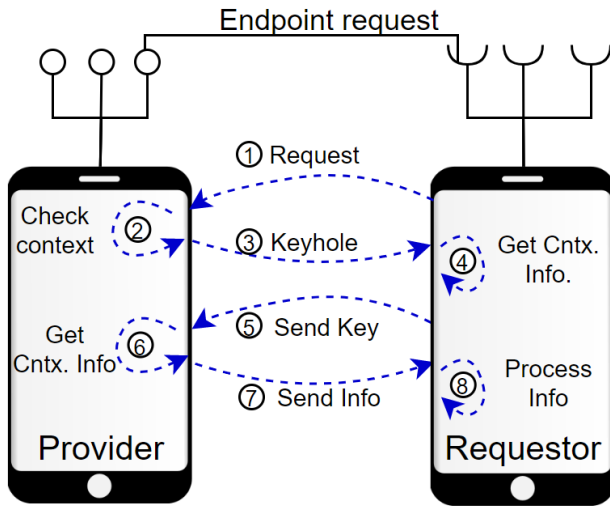 Endpoint request
① Request
Check
context
②
③ Keyhole
④
Get Cntx.
Info.
⑤ Send Key
Get
Cntx. Info
⑥
⑦ Send Info
⑧
Process
Info
Provider
Requestor